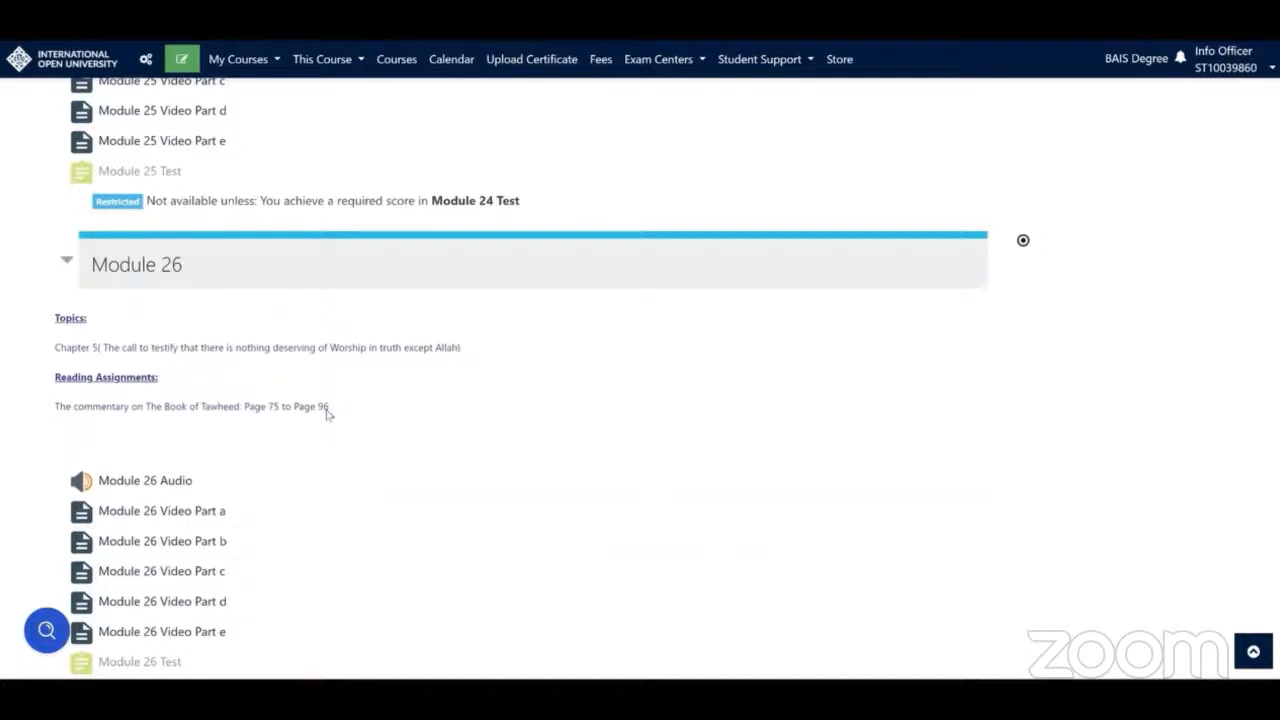 INTERNATIONAL
OPEN UNIVERSITY
My Courses This Course Courses Calendar Upload Certificate Fees Exam Centers Student Support Store
BAIS Degree
Info Officer
ST10039860
Module 25 Video Part c
Module 25 Video Part d
Module 25 Video Part e
Module 25 Test
Restricted Not available unless: You achieve a required score in Module 24 Test
Module 26
Topics:
Chapter 5( The call to testify that there is nothing deserving of Worship in truth except Allah)
Reading Assignments:
The commentary on The Book of Tawheed: Page 75 to Page 96
Module 26 Audio
Module 26 Video Part a
Module 26 Video Part b
Module 26 Video Part c
Module 26 Video Part d
Module 26 Video Part e
Module 26 Test
zoom